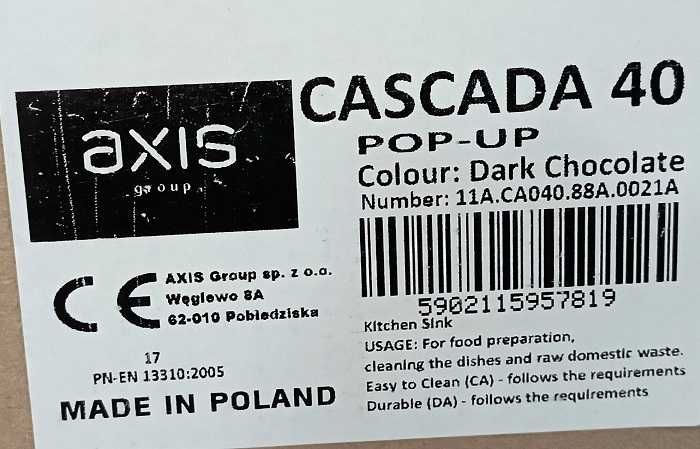 CASCADA 40
axis
group
POP-UP
Colour: Dark Chocolate
Number: 11A.CA040.88A.0021A
5902115957819
CE
AXIS Group sp. z o.o.
Węglewo 8A
62-010 Pobiedziska
17
PN-EN 13310:2005
MADE IN POLAND
Kitchen Sink
USAGE: For food preparation,
cleaning the dishes and raw domestic waste.
Easy to Clean (CA) - follows the requirements
Durable (DA) - follows the requirements